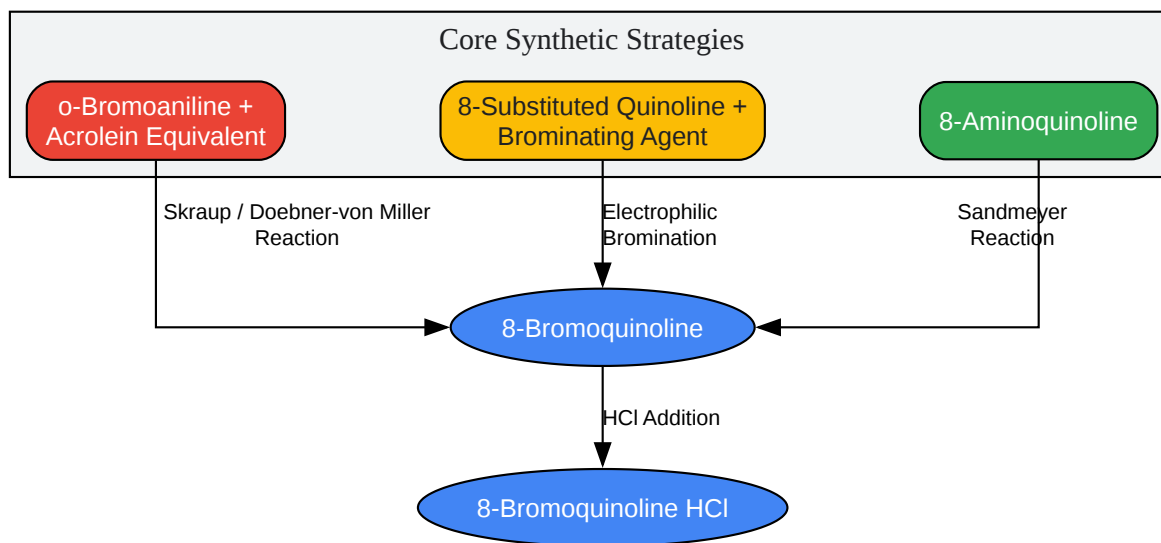 Core Synthetic Strategies
o-Bromoaniline +
Acrolein Equivalent
8-Substituted Quinoline +
Brominating Agent
8-Aminoquinoline
Skraup / Doebner-von Miller
Reaction
Electrophilic
Bromination
Sandmeyer
Reaction
8-Bromoquinoline
HCl Addition
8-Bromoquinoline HCl